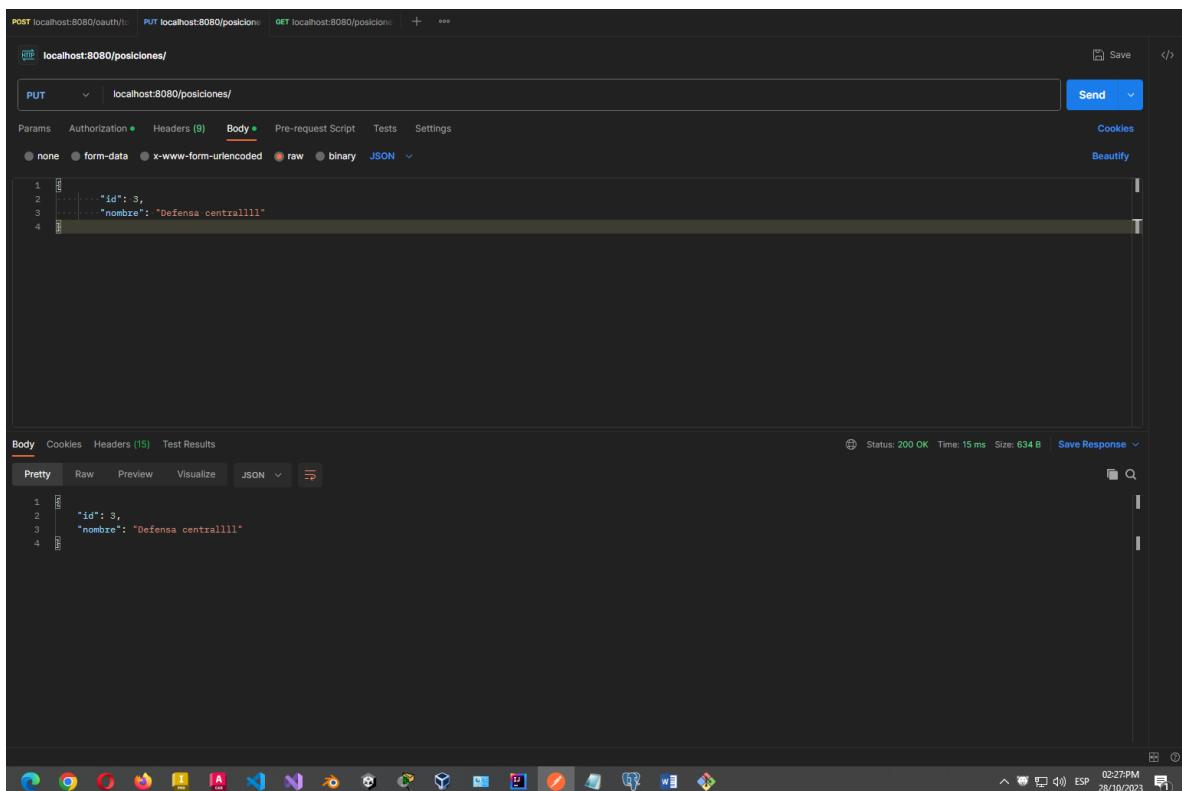 POST localhost:8080/oauth/to PUT localhost:8080/posicione GET localhost:8080/posicione
HTTP localhost:8080/posiciones/ Save </>
PUT localhost:8080/posiciones/ Send
Params Authorization Headers (9) Body Pre-request Script Tests Settings Cookies
none form-data x-www-form-urlencoded raw binary JSON Beautify
1 {
2 "id": 3,
3 "nombre": "Defensa centrallll"
4 }
Body Cookies Headers (15) Test Results Status: 200 OK Time: 15 ms Size: 634 B Save Response
Pretty Raw Preview Visualize JSON
1 {
2 "id": 3,
3 "nombre": "Defensa centrallll"
4 }
ESP 02:27:PM
28/10/2023